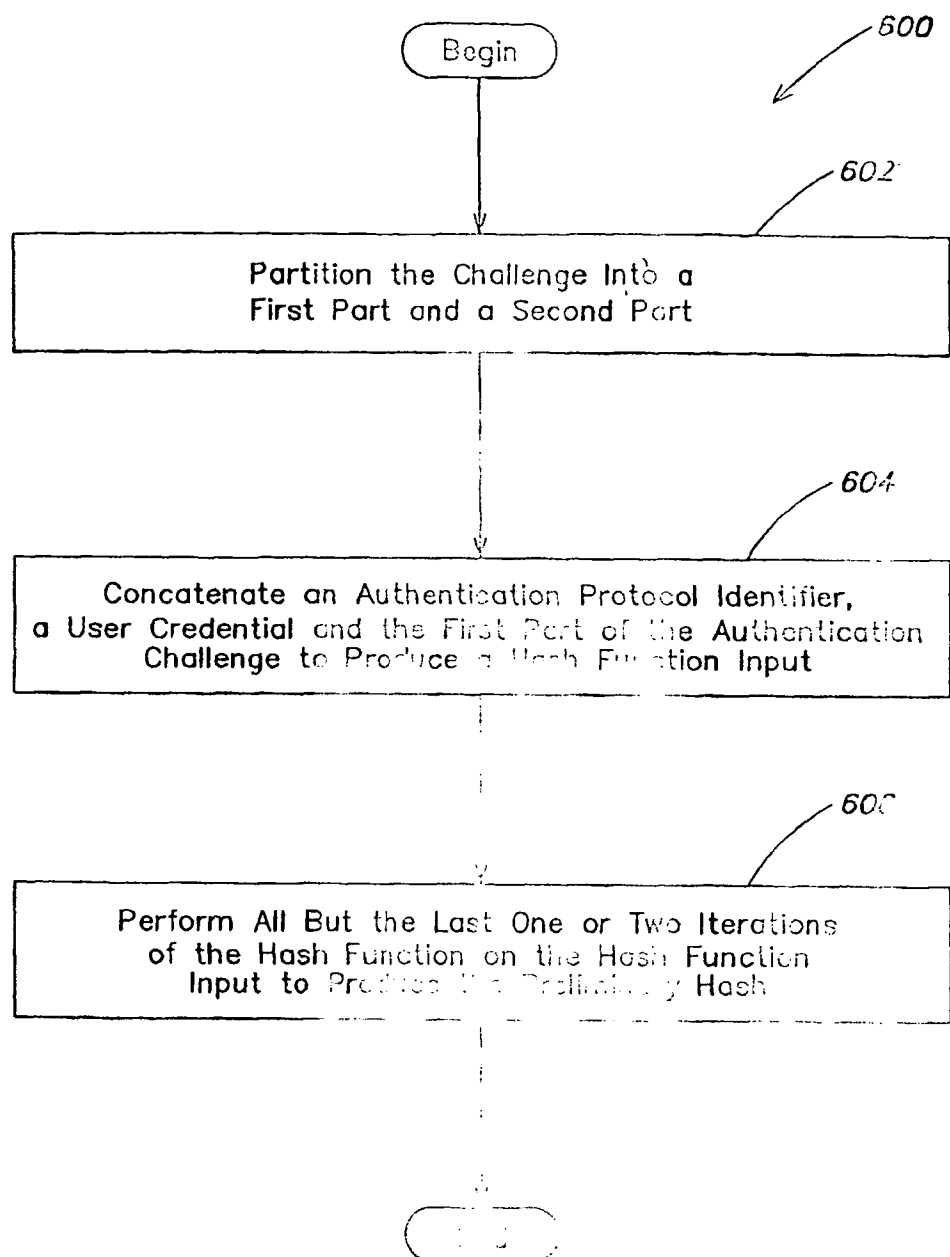 Begin
600
602
Partition the Challenge Into a
First Part and a Second Part
604
Concatenate an Authentication Protocol Identifier,
a User Credential and the First Part of the Authentication
Challenge to Produce a Hash Function Input
Perform All But the Last One or Two Iterations
of the Hash Function on the Hash Function
Input to Produce the Preliminary Hash